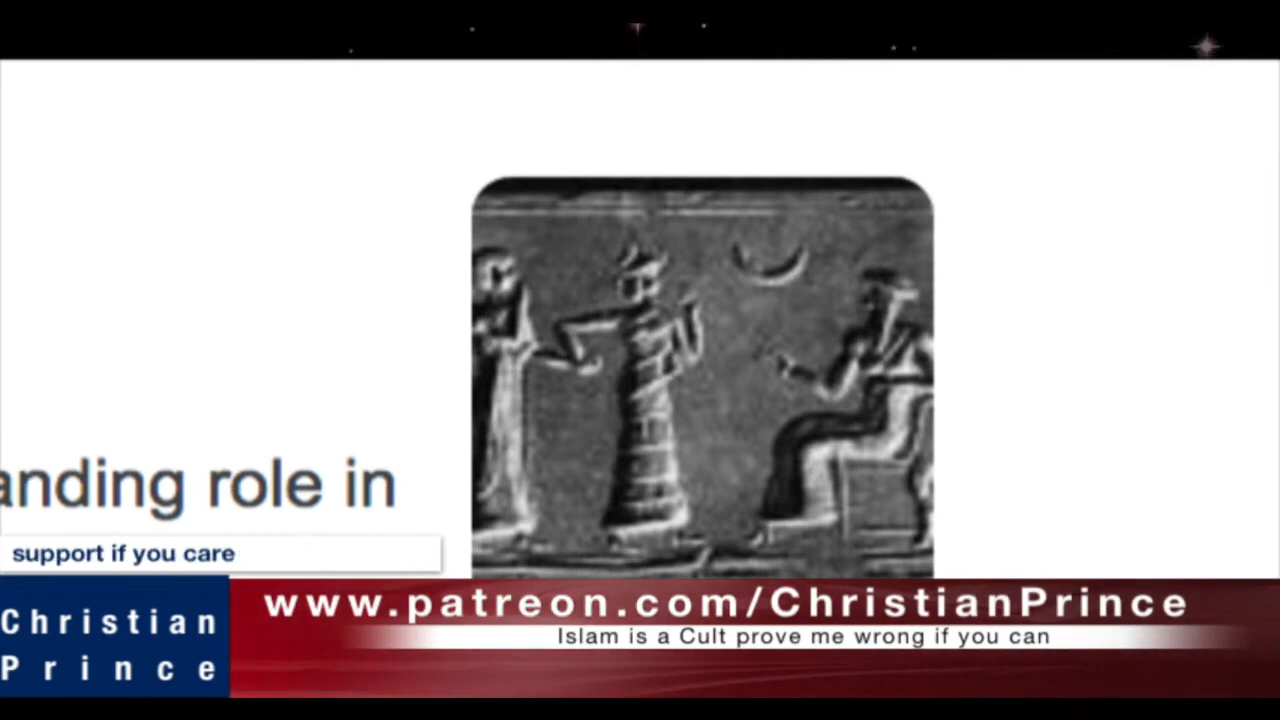 anding role in
support if you care
Christian
Prince
www.patreon.com/ChristianPrince
Islam is a Cult prove me wrong if you can